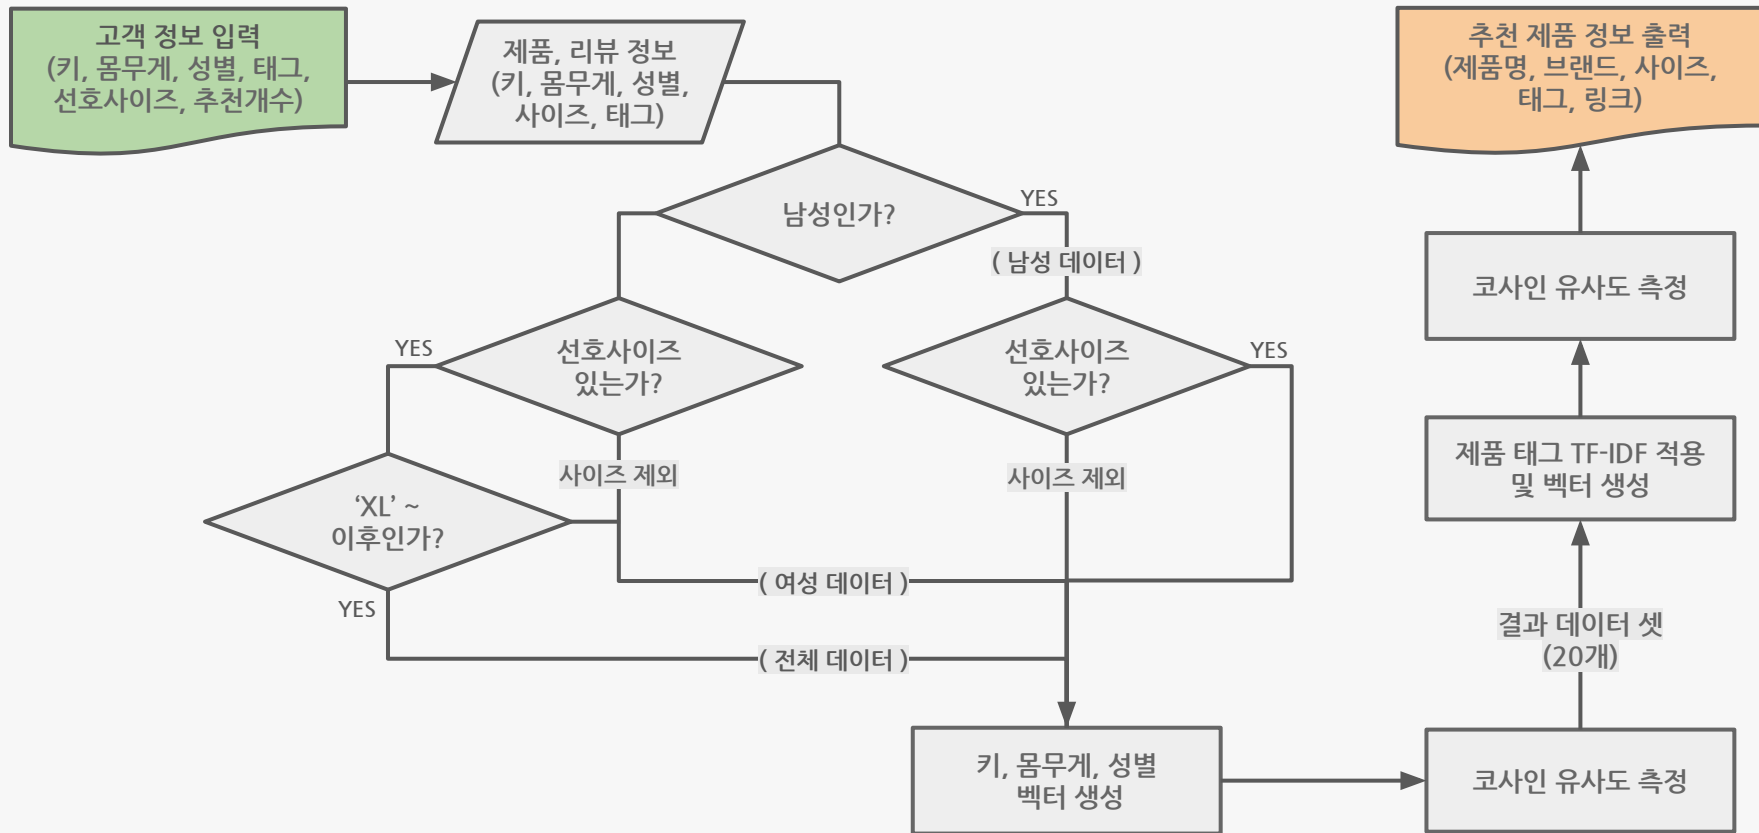 고객 정보 입력
(키, 몸무게, 성별, 태그,
선호사이즈, 추천개수)
제품, 리뷰 정보
(키, 몸무게, 성별,
사이즈, 태그)
추천 제품 정보 출력
(제품명, 브랜드, 사이즈,
태그, 링크)
남성인가?
YES
( 남성 데이터 )
코사인 유사도 측정
YES
선호사이즈
있는가?
선호사이즈
있는가?
YES
사이즈 제외
사이즈 제외
제품 태그 TF-IDF 적용
및 벡터 생성
‘XL’ ~
이후인가?
YES
( 여성 데이터 )
( 전체 데이터 )
결과 데이터 셋
(20개)
키, 몸무게, 성별
벡터 생성
코사인 유사도 측정